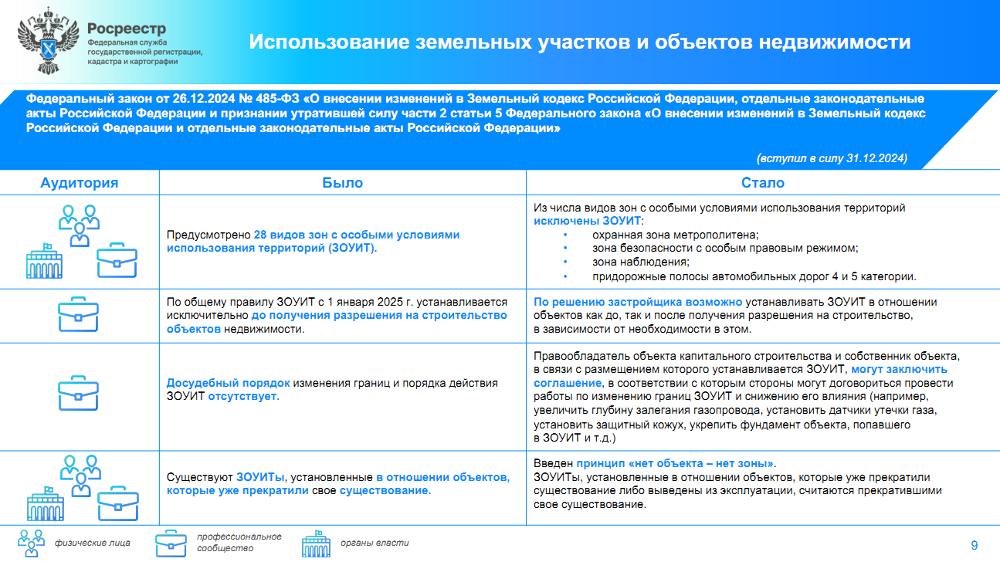 Росреестр
Федеральная служба
государственной регистрации,
кадастра и картографии
Использование земельных участков и объектов недвижимости
Федеральный закон от 26.12.2024 № 485-ФЗ «О внесении изменений в Земельный кодекс Российской Федерации, отдельные законодательные
акты Российской Федерации и признании утратившей силу части 2 статьи 5 Федерального закона «О внесении изменений в Земельный кодекс
Российской Федерации и отдельные законодательные акты Российской Федерации»
(вступил в силу 31.12.2024)
Аудитория
Было
Стало
Предусмотрено 28 видов зон с особыми условиями
использования территорий (ЗОУИТ).
Из числа видов зон с особыми условиями использования территорий
исключены ЗОУИТ:
• охранная зона метрополитена;
• зона безопасности с особым правовым режимом;
• зона наблюдения;
• придорожные полосы автомобильных дорог 4 и 5 категории.
По общему правилу ЗОУИТ с 1 января 2025 г. устанавливается
исключительно до получения разрешения на строительство
объектов недвижимости.
По решению застройщика возможно устанавливать ЗОУИТ в отношении
объектов как до, так и после получения разрешения на строительство,
в зависимости от необходимости в этом.
Досудебный порядок изменения границ и порядка действия
ЗОУИТ отсутствует.
Правообладатель объекта капитального строительства и собственник объекта,
в связи с размещением которого устанавливается ЗОУИТ, могут заключить
соглашение, в соответствии с которым стороны могут договориться провести
работы по изменению границ ЗОУИТ и снижению его влияния (например,
увеличить глубину залегания газопровода, установить датчики утечки газа,
установить защитный кожух, укрепить фундамент объекта, попавшего
в ЗОУИТ и т.д.)
Существуют ЗОУИТы, установленные в отношении объектов,
которые уже прекратили свое существование.
Введен принцип «нет объекта – нет зоны».
ЗОУИТы, установленные в отношении объектов, которые уже прекратили
существование либо выведены из эксплуатации, считаются прекратившими
свое существование.
физические лица
профессиональное
сообщество
органы власти
9